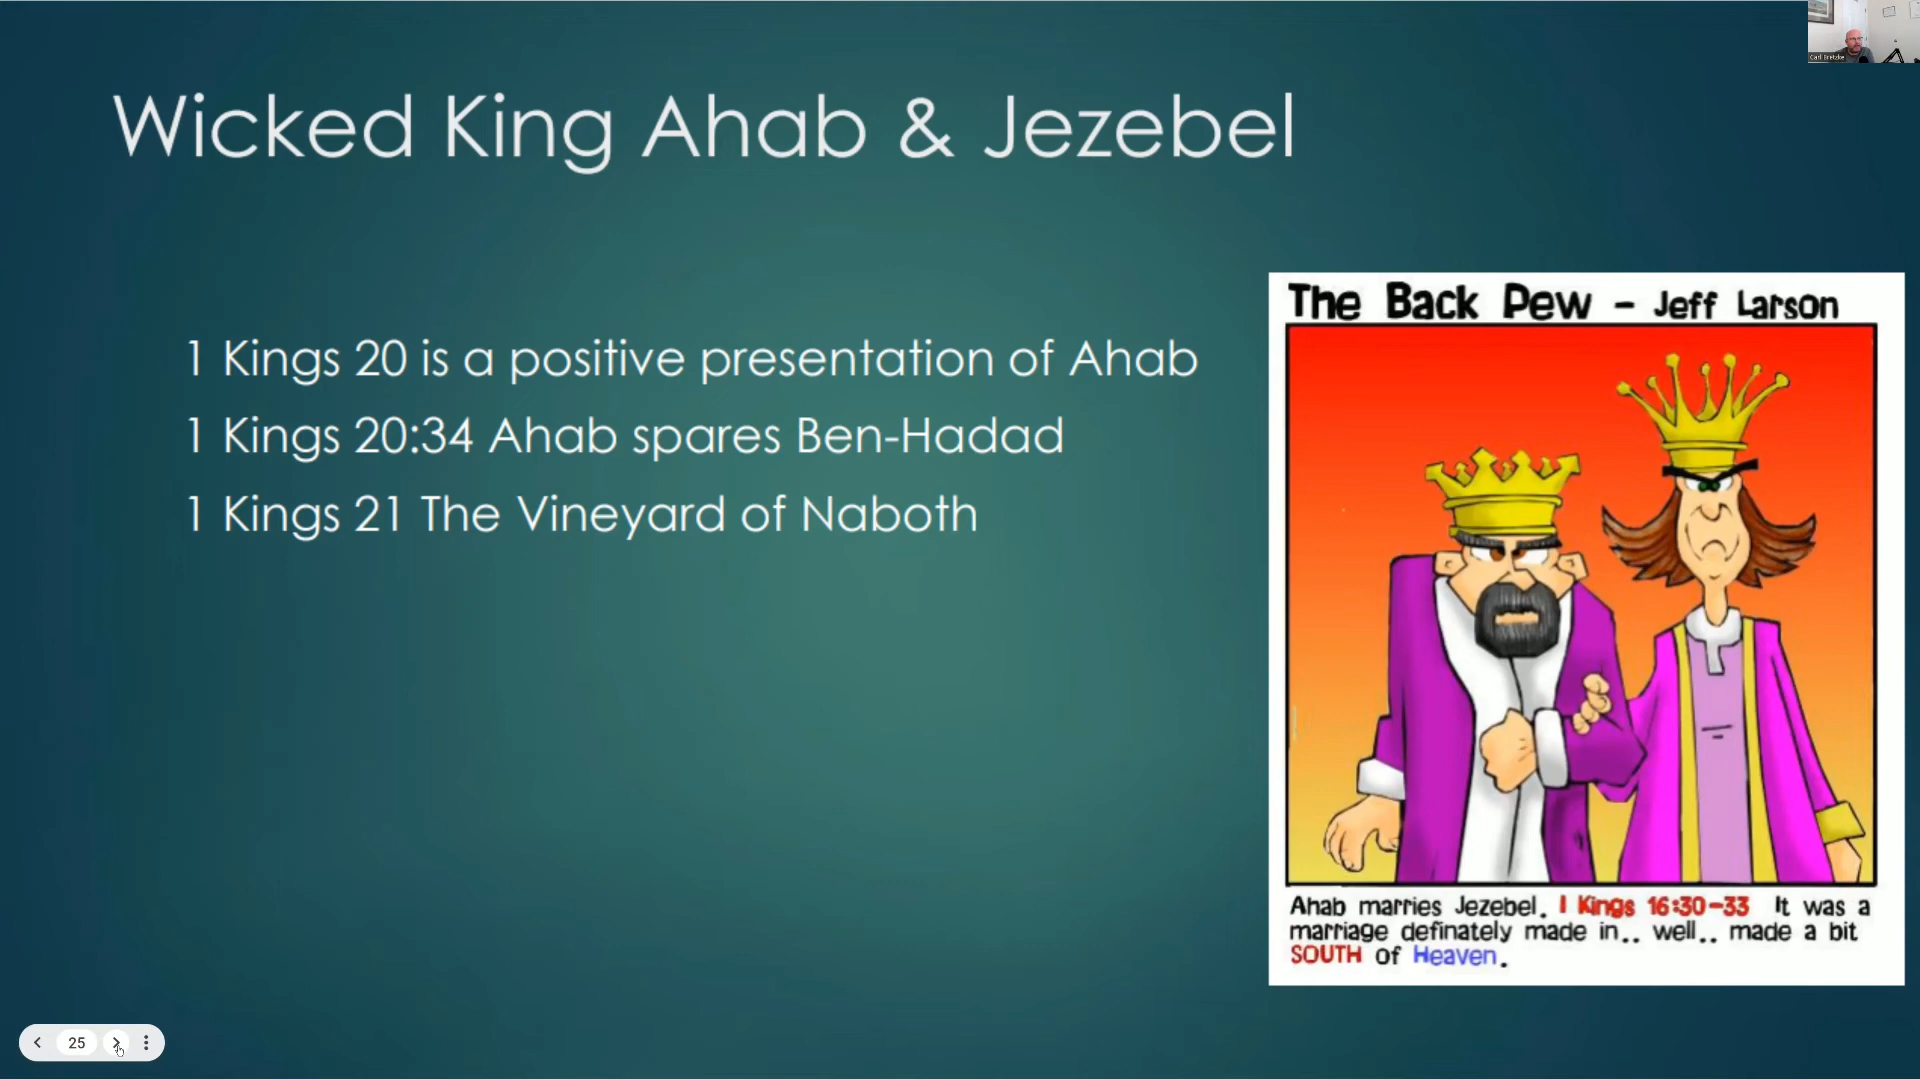 Wicked King Ahab & Jezebel
1 Kings 20 is a positive presentation of Ahab
1 Kings 20:34 Ahab spares Ben-Hadad
1 Kings 21 The Vineyard of Naboth
The Back Pew - Jeff Larson
Ahab marries Jezebel. I Kings 16:30-33 It was a
marriage definately made in.. well.. made a bit
SOUTH of Heaven.
25